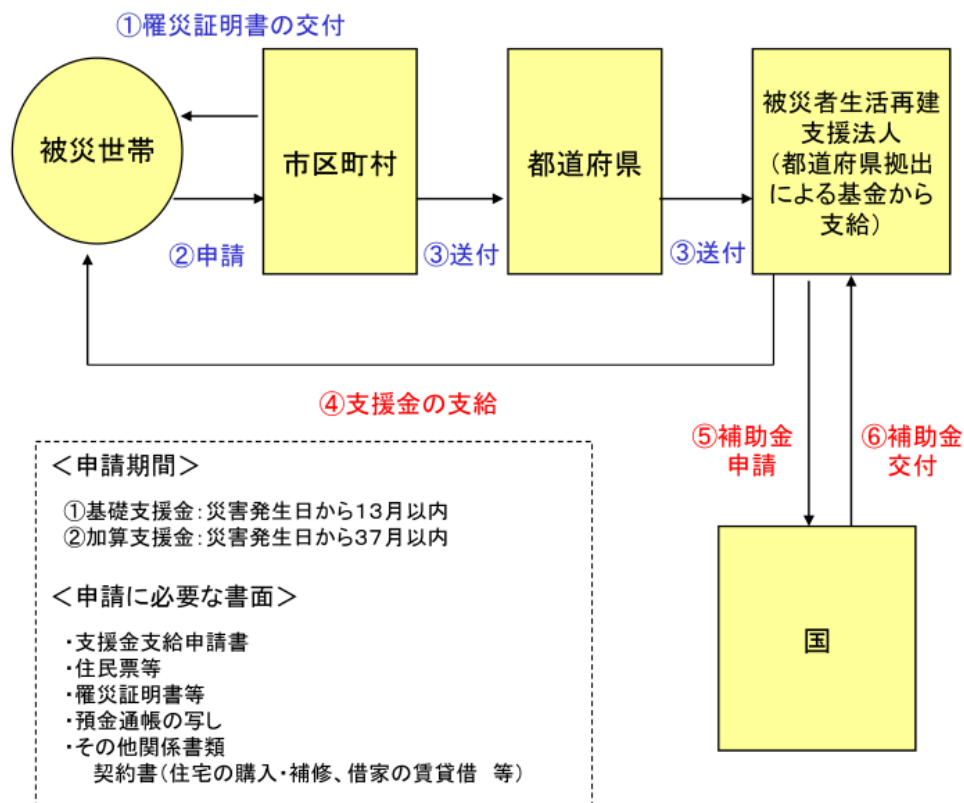 ①罹災証明書の交付
被災世帯
市区町村
都道府県
被災者生活再建
支援法人
（都道府県拠出
による基金から
支給）
②申請
③送付
③送付
④支援金の支給
⑤補助金
申請
⑥補助金
交付
国
＜申請期間＞
①基礎支援金：災害発生日から13月以内
②加算支援金：災害発生日から37月以内
＜申請に必要な書面＞
・支援金支給申請書
・住民票等
・罹災証明書等
・預金通帳の写し
・その他関係書類
契約書（住宅の購入・補修、借家の賃貸借　等）